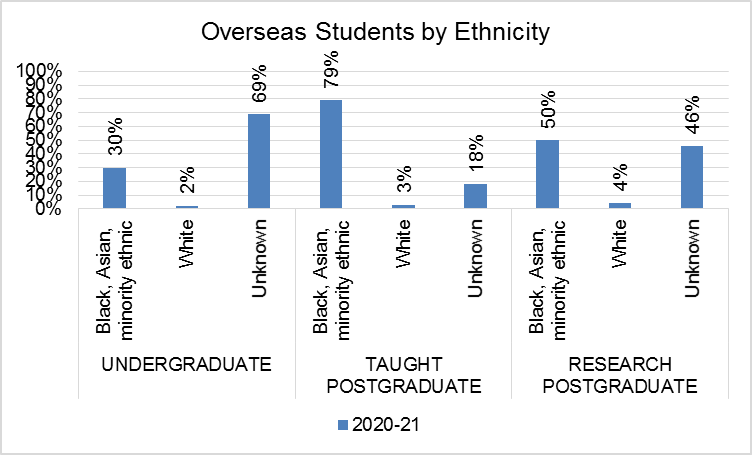 Overseas Students by Ethnicity
100%
90%
80%
70%
60%
50%
40%
30%
20%
10%
0%
30%
2%
69%
79%
3%
18%
50%
4%
46%
Black, Asian,
minority ethnic
White
Unknown
Black, Asian,
minority ethnic
White
Unknown
Black, Asian,
minority ethnic
White
Unknown
UNDERGRADUATE
TAUGHT
POSTGRADUATE
RESEARCH
POSTGRADUATE
2020-21